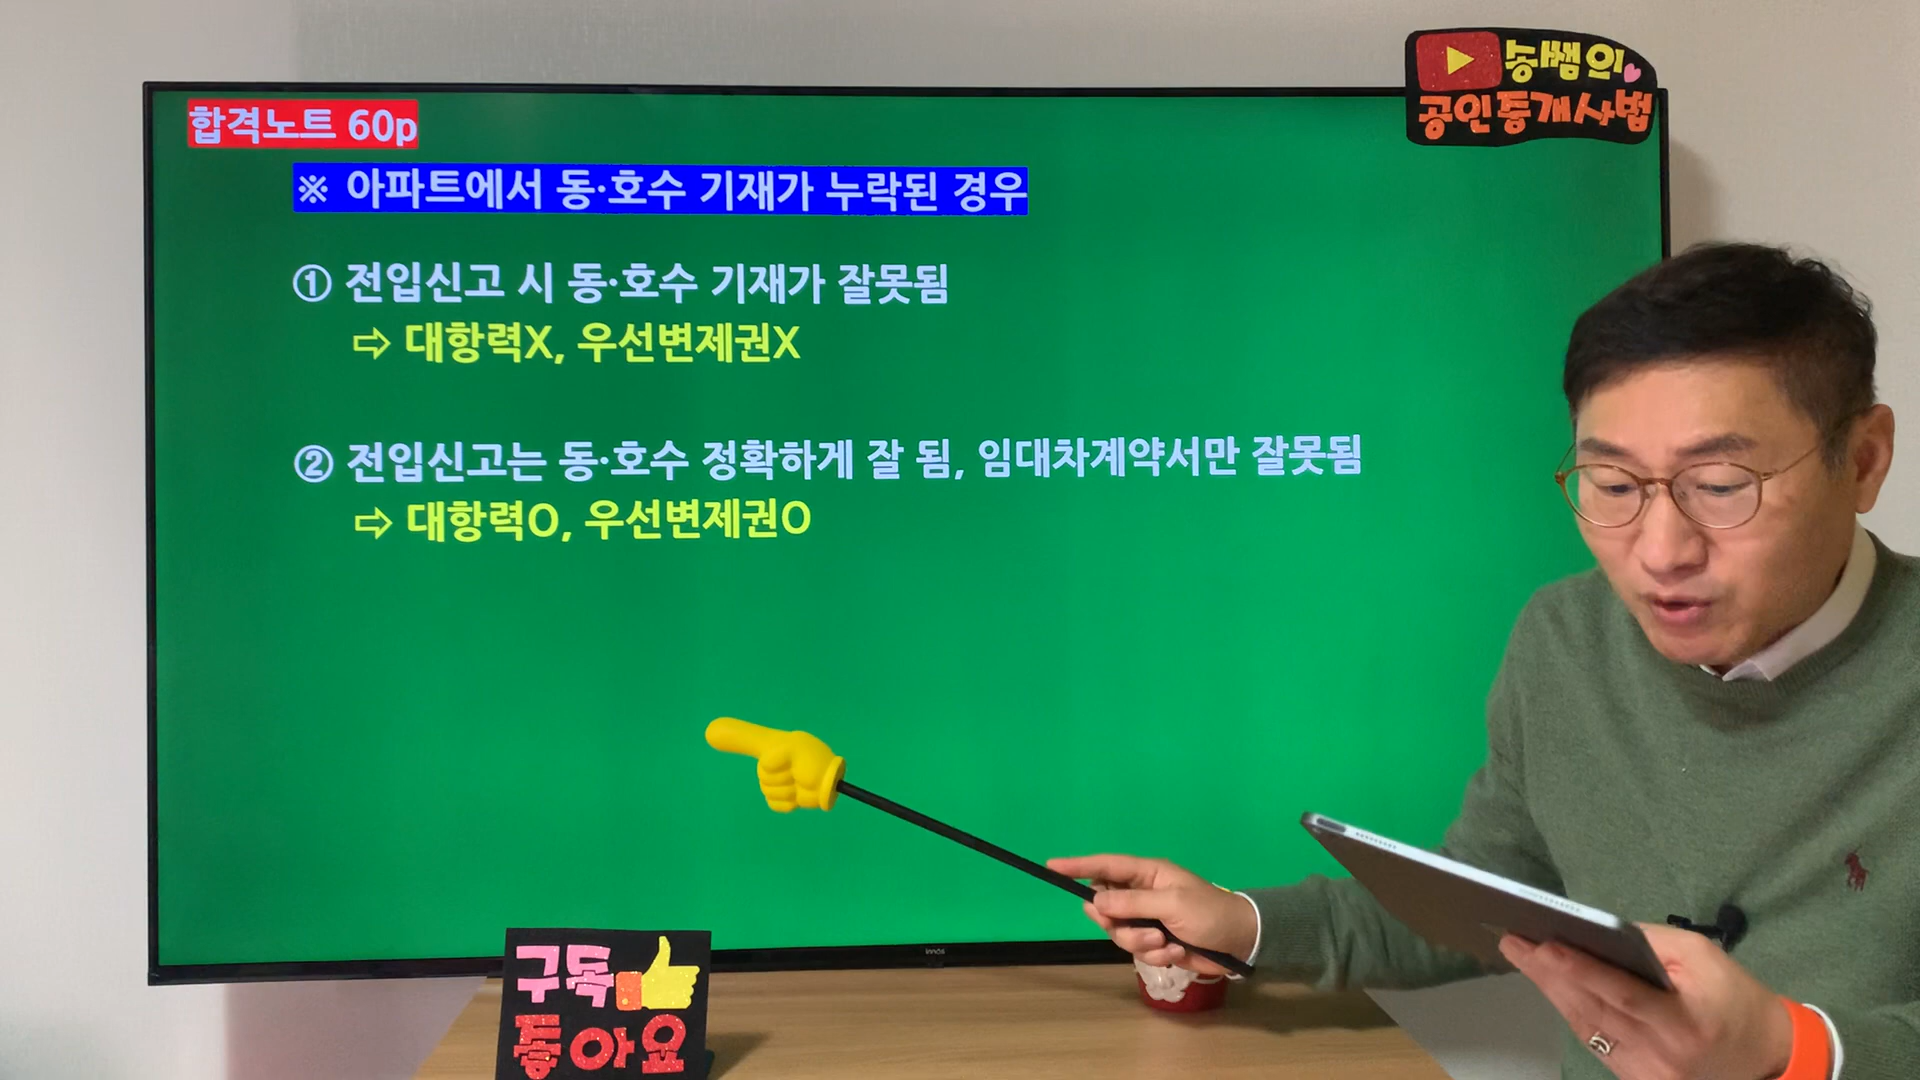 합격노트 60p
송쌤의
공인중개사법
※ 아파트에서 동·호수 기재가 누락된 경우
① 전입신고 시 동·호수 기재가 잘못됨
⇨ 대항력X, 우선변제권X
② 전입신고는 동·호수 정확하게 잘 됨, 임대차계약서만 잘못됨
⇨ 대항력O, 우선변제권O
innos
구독
좋아요